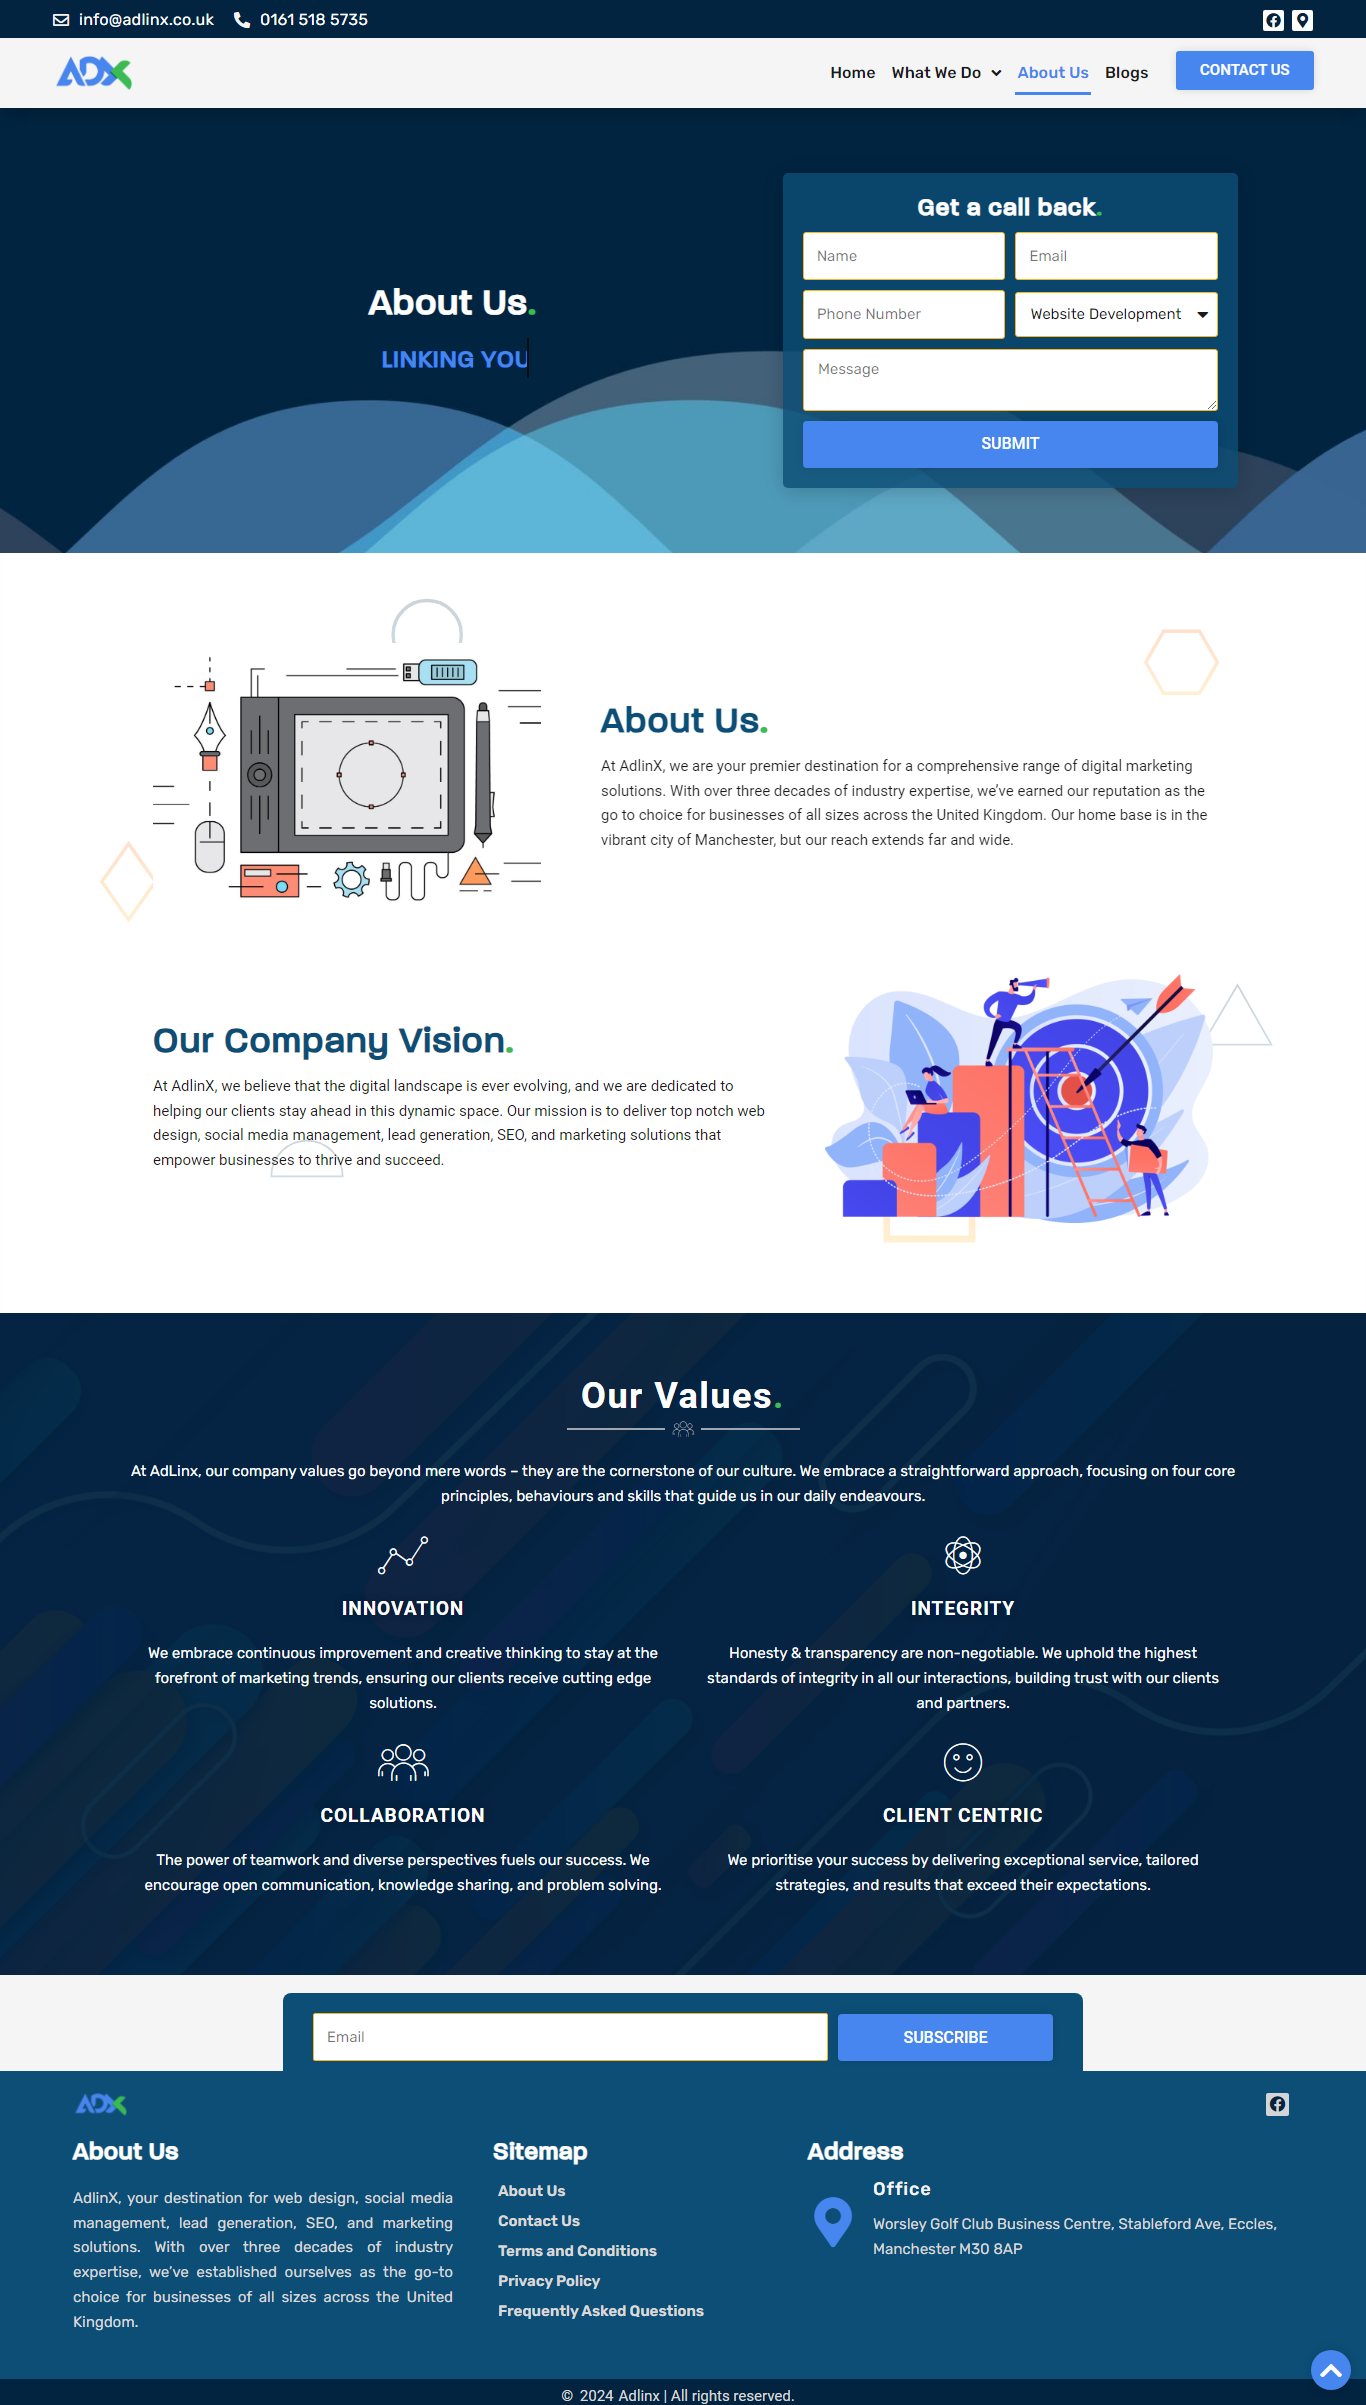 info@adlinx.co.uk 0161 518 5735
ADX
Home What We Do About Us Blogs CONTACT US
Get a call back.
Name Email
Phone Number Website Development
Message
SUBMIT
About Us.
LINKING YOU
About Us.
At AdlinX, we are your premier destination for a comprehensive range of digital marketing
solutions. With over three decades of industry expertise, we've earned our reputation as the
go to choice for businesses of all sizes across the United Kingdom. Our home base is in the
vibrant city of Manchester, but our reach extends far and wide.
Our Company Vision.
At AdlinX, we believe that the digital landscape is ever evolving, and we are dedicated to
helping our clients stay ahead in this dynamic space. Our mission is to deliver top notch web
design, social media management, lead generation, SEO, and marketing solutions that
empower businesses to thrive and succeed.
Our Values.
At AdLinx, our company values go beyond mere words – they are the cornerstone of our culture. We embrace a straightforward approach, focusing on four core
principles, behaviours and skills that guide us in our daily endeavours.
INNOVATION
We embrace continuous improvement and creative thinking to stay at the
forefront of marketing trends, ensuring our clients receive cutting edge
solutions.
INTEGRITY
Honesty & transparency are non-negotiable. We uphold the highest
standards of integrity in all our interactions, building trust with our clients
and partners.
COLLABORATION
The power of teamwork and diverse perspectives fuels our success. We
encourage open communication, knowledge sharing, and problem solving.
CLIENT CENTRIC
We prioritise your success by delivering exceptional service, tailored
strategies, and results that exceed their expectations.
Email SUBSCRIBE
ADX
About Us
AdlinX, your destination for web design, social media
management, lead generation, SEO, and marketing
solutions. With over three decades of industry
expertise, we've established ourselves as the go-to
choice for businesses of all sizes across the United
Kingdom.
Sitemap
About Us
Contact Us
Terms and Conditions
Privacy Policy
Frequently Asked Questions
Address
Office
Worsley Golf Club Business Centre, Stableford Ave, Eccles,
Manchester M30 8AP
© 2024 Adlinx | All rights reserved.